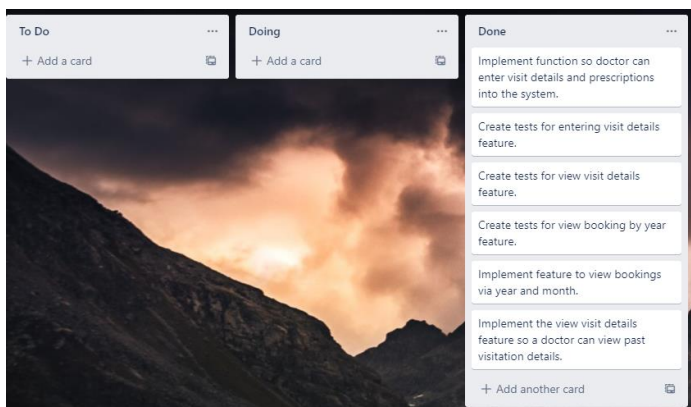 To Do
+ Add a card
Doing
+ Add a card
Done
Implement function so doctor can
enter visit details and prescriptions
into the system.
Create tests for entering visit details
feature.
Create tests for view visit details
feature.
Create tests for view booking by year
feature.
Implement feature to view bookings
via year and month.
Implement the view visit details
feature so a doctor can view past
visitation details.
+ Add another card